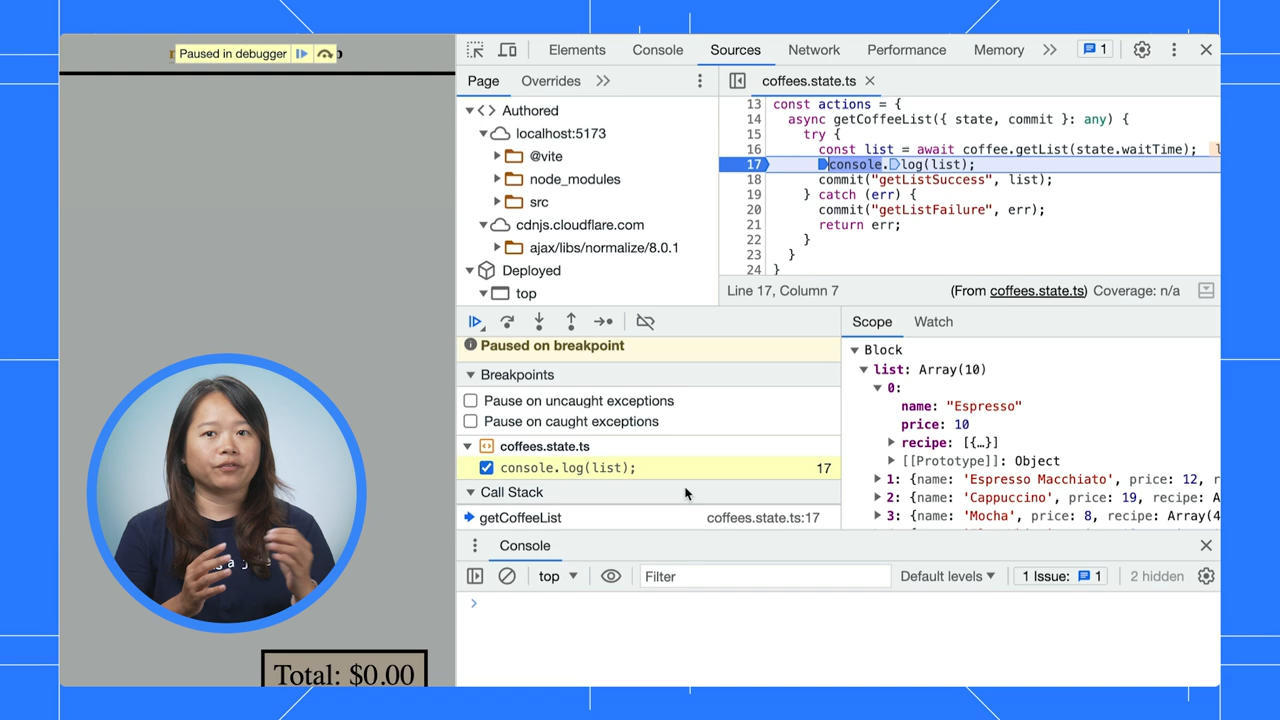 Paused in debugger
Elements Console Sources Network Performance Memory 1
Page Overrides
coffees.state.ts
Authored
localhost:5173
@vite
node_modules
src
cdnjs.cloudflare.com
ajax/libs/normalize/8.0.1
Deployed
top
13 const actions = {
14 async getCoffeeList({ state, commit }: any) {
15 try {
16 const list = await coffee.getList(state.waitTime);
17 console.log(list);
18 commit("getListSuccess", list);
19 } catch (err) {
20 commit("getListFailure", err);
21 return err;
22 }
23 }
24 }
Line 17, Column 7 (From coffees.state.ts) Coverage: n/a
Paused on breakpoint
Breakpoints
Pause on uncaught exceptions
Pause on caught exceptions
coffees.state.ts
console.log(list); 17
Call Stack
getCoffeeList coffees.state.ts:17
Scope Watch
Block
list: Array(10)
0:
name: "Espresso"
price: 10
recipe: [{…}]
[[Prototype]]: Object
1: {name: 'Espresso Macchiato', price: 12, r
2: {name: 'Cappuccino', price: 19, recipe: A
3: {name: 'Mocha', price: 8, recipe: Array(4
Console
top Filter Default levels 1 Issue: 1 2 hidden
Total: $0.00